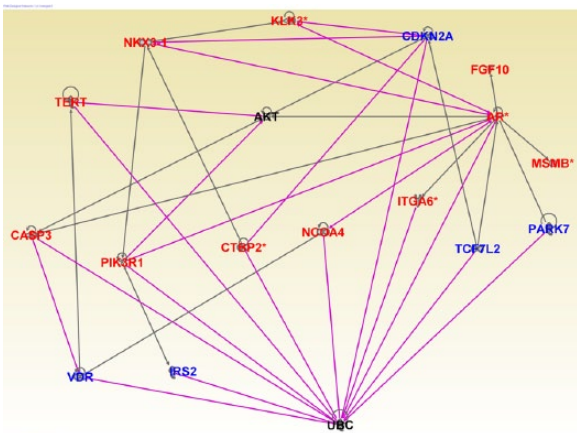 KLK3*
NKX3-1
CDKN2A
FGF10
TERT
AKT
AR*
MSMB*
ITGA6*
CASP3
PIK3R1
CTBP2*
NCOA4
TCF7L2
PARK7
VDR
IRS2
UBC